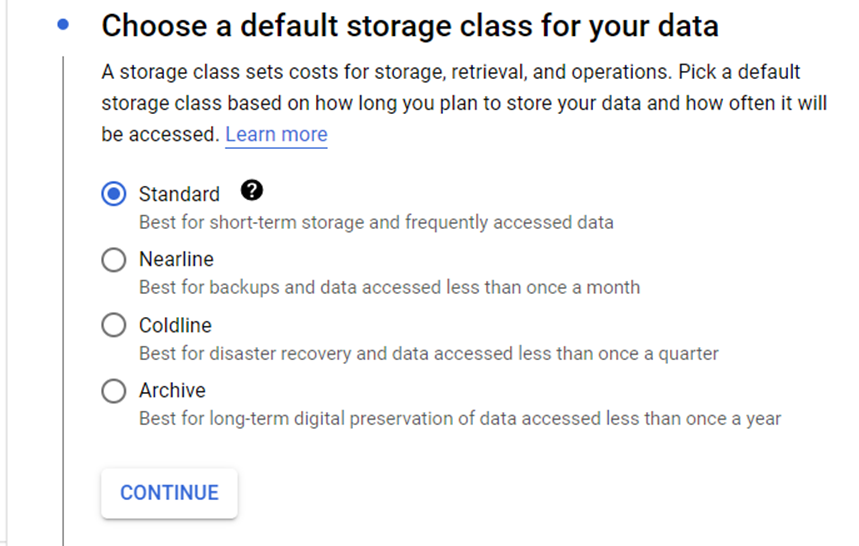 Choose a default storage class for your data
A storage class sets costs for storage, retrieval, and operations. Pick a default
storage class based on how long you plan to store your data and how often it will
be accessed. Learn more
Standard ?
Best for short-term storage and frequently accessed data
Nearline
Best for backups and data accessed less than once a month
Coldline
Best for disaster recovery and data accessed less than once a quarter
Archive
Best for long-term digital preservation of data accessed less than once a year
CONTINUE